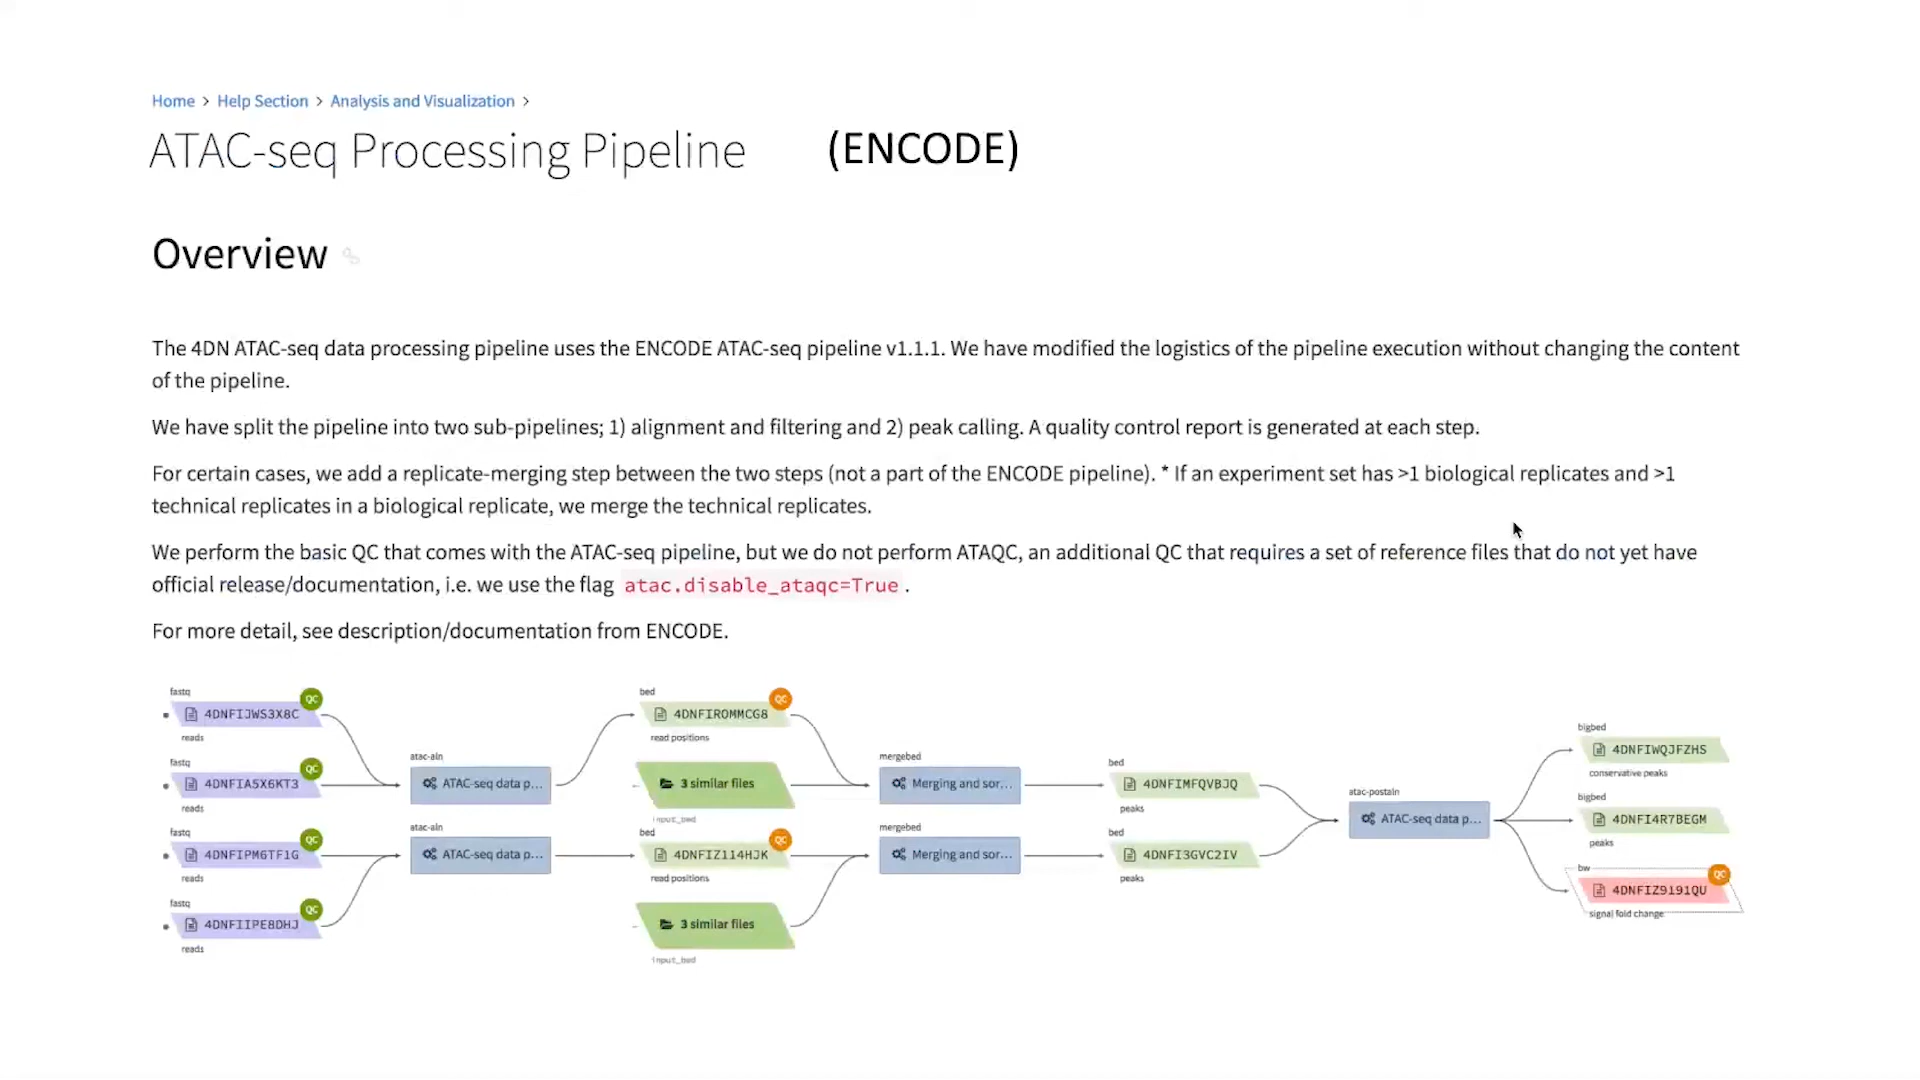 Home > Help Section > Analysis and Visualization >
ATAC-seq Processing Pipeline (ENCODE)
Overview
The 4DN ATAC-seq data processing pipeline uses the ENCODE ATAC-seq pipeline v1.1.1. We have modified the logistics of the pipeline execution without changing the content
of the pipeline.
We have split the pipeline into two sub-pipelines; 1) alignment and filtering and 2) peak calling. A quality control report is generated at each step.
For certain cases, we add a replicate-merging step between the two steps (not a part of the ENCODE pipeline). * If an experiment set has >1 biological replicates and >1
technical replicates in a biological replicate, we merge the technical replicates.
We perform the basic QC that comes with the ATAC-seq pipeline, but we do not perform ATAQC, an additional QC that requires a set of reference files that do not yet have
official release/documentation, i.e. we use the flag atac.disable_ataqc=True .
For more detail, see description/documentation from ENCODE.
fastq
QC
4DNFIJWS3X8C
reads
fastq
QC
4DNFIA5X6KT3
reads
fastq
QC
4DNFIPM6TF1G
reads
fastq
QC
4DNFIIPE8DHJ
reads
atac-aln
ATAC-seq data p...
atac-aln
ATAC-seq data p...
bed
QC
4DNFIROMMCG8
read positions
3 similar files
input_bed
bed
QC
4DNFIZ114HJK
read positions
3 similar files
input_bed
mergebed
Merging and sor...
mergebed
Merging and sor...
bed
4DNFIMFQVBJQ
peaks
bed
4DNFI3GVC2IV
peaks
atac-postaln
ATAC-seq data p...
bigbed
4DNFIWQJFZHS
conservative peaks
bigbed
4DNFI4R7BEGM
peaks
bw
QC
4DNFIZ9191QU
signal fold change